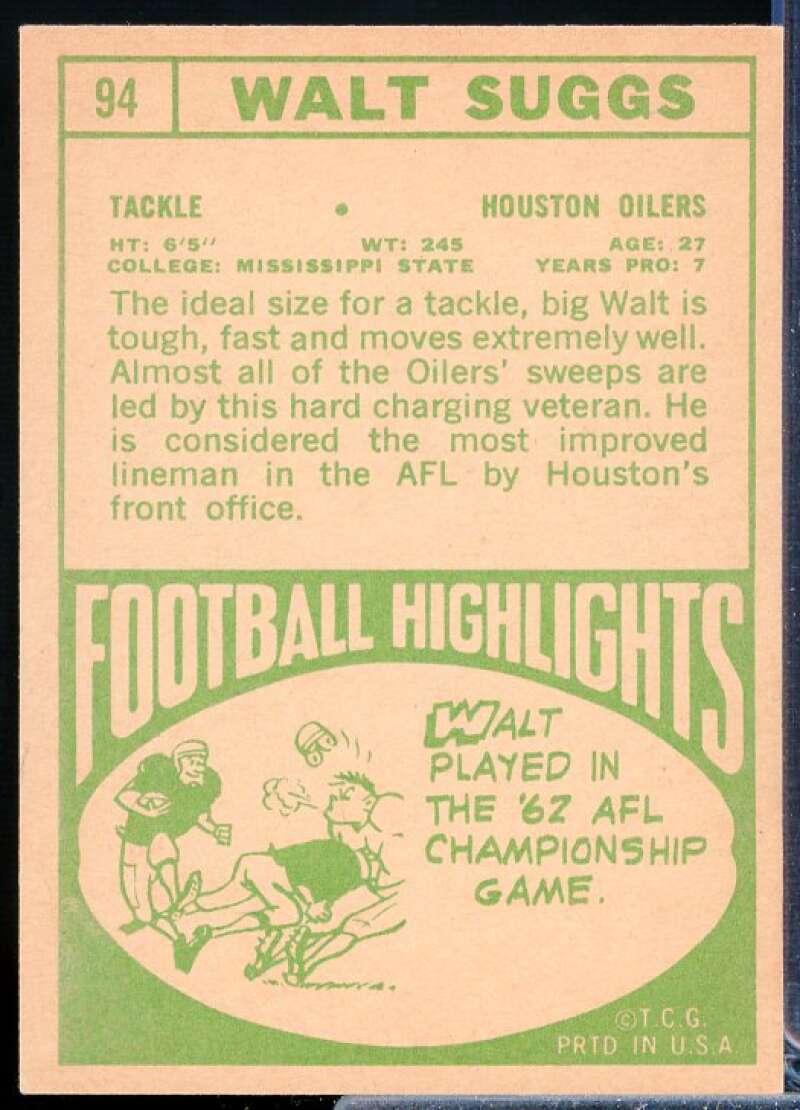 94 WALT SUGGS
TACKLE • HOUSTON OILERS
HT: 6'5'' WT: 245 AGE: 27
COLLEGE: MISSISSIPPI STATE YEARS PRO: 7
The ideal size for a tackle, big Walt is
tough, fast and moves extremely well.
Almost all of the Oilers' sweeps are
led by this hard charging veteran. He
is considered the most improved
lineman in the AFL by Houston's
front office.
FOOTBALL HIGHLIGHTS
WALT
PLAYED IN
THE '62 AFL
CHAMPIONSHIP
GAME.
©T.C.G.
PRTD IN U.S.A